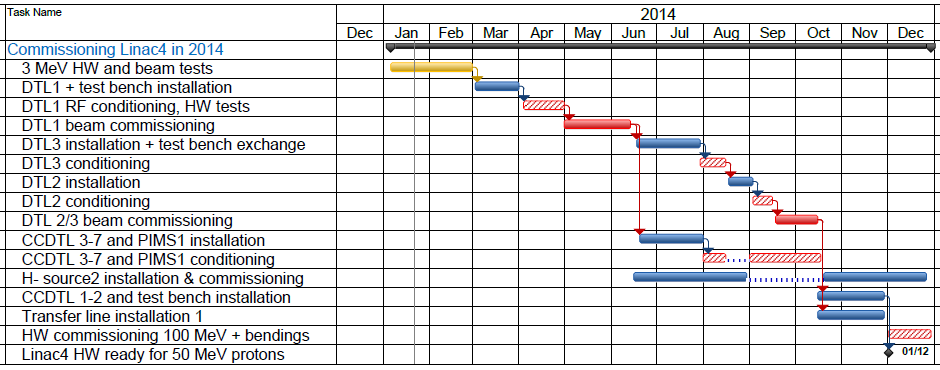 Task Name
2014
Dec Jan Feb Mar Apr May Jun Jul Aug Sep Oct Nov Dec
Commissioning Linac4 in 2014
3 MeV HW and beam tests
DTL1 + test bench installation
DTL1 RF conditioning, HW tests
DTL1 beam commissioning
DTL3 installation + test bench exchange
DTL3 conditioning
DTL2 installation
DTL2 conditioning
DTL 2/3 beam commissioning
CCDTL 3-7 and PIMS1 installation
CCDTL 3-7 and PIMS1 conditioning
H- source2 installation & commissioning
CCDTL 1-2 and test bench installation
Transfer line installation 1
HW commissioning 100 MeV + bendings
Linac4 HW ready for 50 MeV protons 01/12